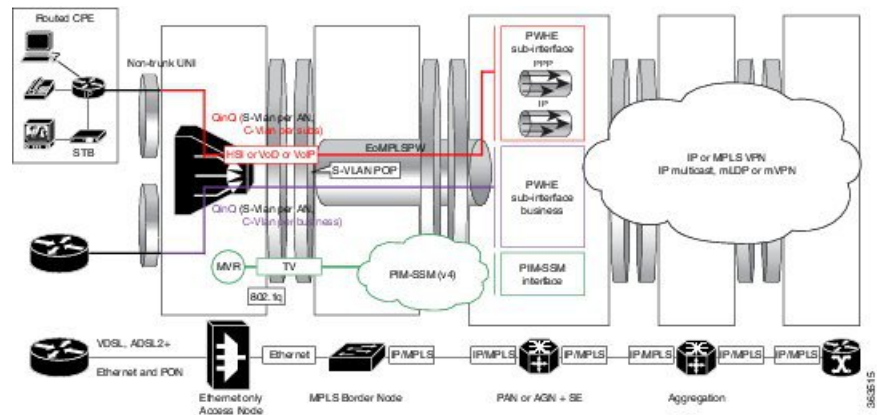 Routed CPE
STB
Non-trunk UNI
QinQ (S-Vlan per AN,
C-Vlan per subs)
HSI or VoD or VoIP
EoMPLSPW
S-VLAN POP
QinQ (S-Vlan per AN,
C-Vlan per business)
MVR
TV
802.1q
PIM-SSM (v4)
PWHE
sub-interface
PPP
IP
PWHE
sub-interface
business
PIM-SSM
interface
IP or MPLS VPN
IP multicast, mLDP or mVPN
VDSL, ADSL2+
Ethernet and PON
Ethernet only
Access Node
Ethernet
MPLS Border Node
IP/MPLS
IP/MPLS
PAN or AGN + SE
IP/MPLS
IP/MPLS
Aggregation
IP/MPLS
IP/MPLS
363515